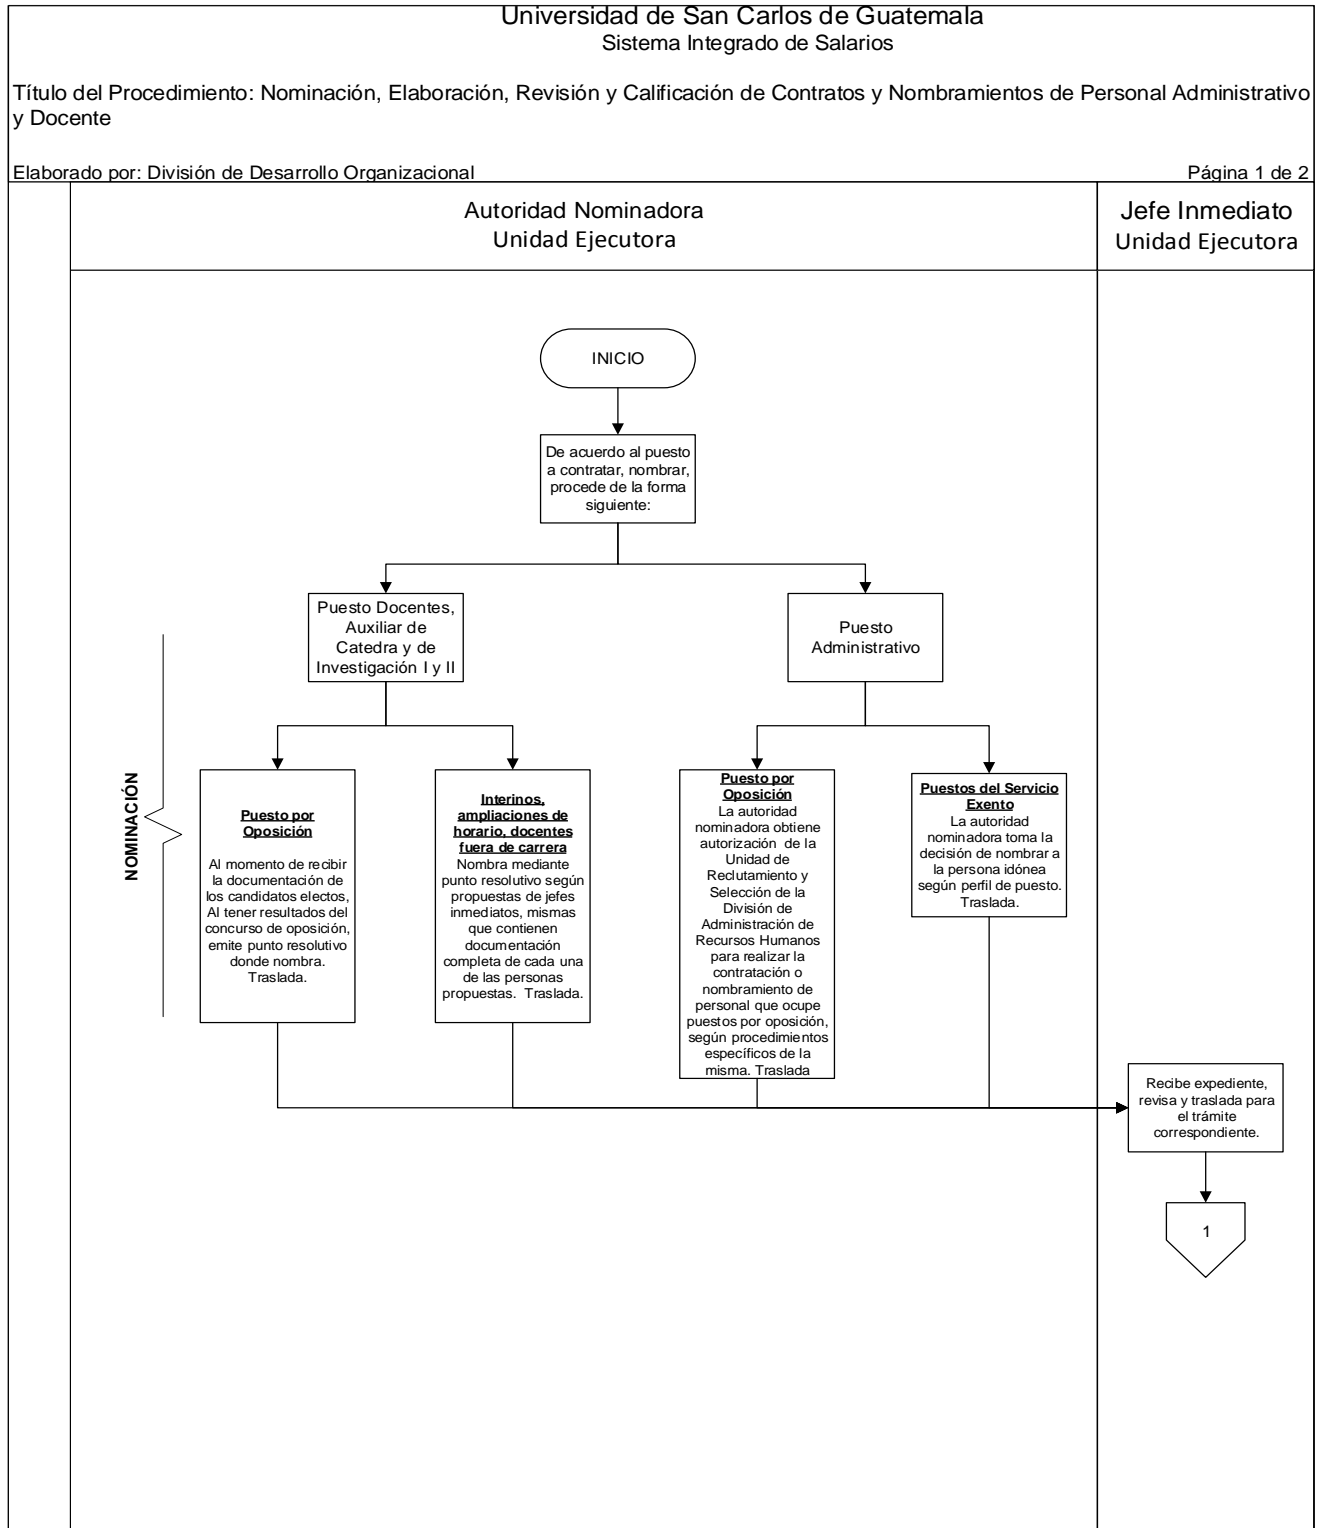 Universidad de San Carlos de Guatemala
Sistema Integrado de Salarios
Título del Procedimiento: Nominación, Elaboración, Revisión y Calificación de Contratos y Nombramientos de Personal Administrativo
y Docente
Elaborado por: División de Desarrollo Organizacional
Página 1 de 2
Autoridad Nominadora
Unidad Ejecutora
Jefe Inmediato
Unidad Ejecutora
INICIO
De acuerdo al puesto
a contratar, nombrar,
procede de la forma
siguiente:
Puesto Docentes,
Auxiliar de
Catedra y de
Investigación I y II
Puesto
Administrativo
NOMINACIÓN
Puesto por
Oposición
Al momento de recibir
la documentación de
los candidatos electos,
Al tener resultados del
concurso de oposición,
emite punto resolutivo
donde nombra.
Traslada.
Interinos,
ampliaciones de
horario, docentes
fuera de carrera
Nombra mediante
punto resolutivo según
propuestas de jefes
inmediatos, mismas
que contienen
documentación
completa de cada una
de las personas
propuestas. Traslada.
Puesto por
Oposición
La autoridad
nominadora obtiene
autorización de la
Unidad de
Reclutamiento y
Selección de la
División de
Administración de
Recursos Humanos
para realizar la
contratación o
nombramiento de
personal que ocupe
puestos por oposición,
según procedimientos
específicos de la
misma. Traslada
Puestos del Servicio
Exento
La autoridad
nominadora toma la
decisión de nombrar a
la persona idónea
según perfil de puesto.
Traslada.
Recibe expediente,
revisa y traslada para
el trámite
correspondiente.
1